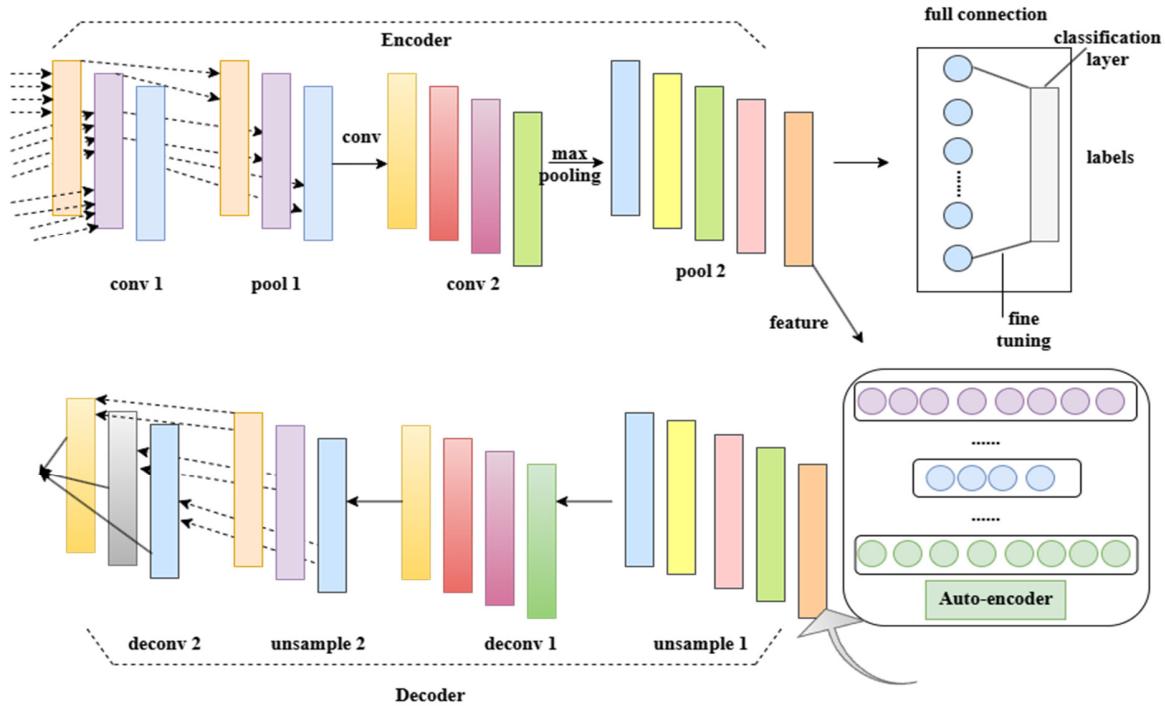 Encoder
full connection
classification
layer
conv
max
pooling
labels
conv 1
pool 1
conv 2
pool 2
feature
fine
tuning
......
......
Auto-encoder
deconv 2
unsample 2
deconv 1
unsample 1
Decoder